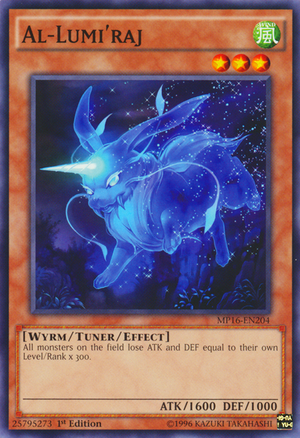 AL-LUMI'RAJ
WIND
風
MP16-EN204
[WYRM/TUNER/EFFECT]
All monsters on the field lose ATK and DEF equal to their own
Level/Rank x 300.
ATK/1600 DEF/1000
25795273 1st Edition
©1996 KAZUKI TAKAHASHI